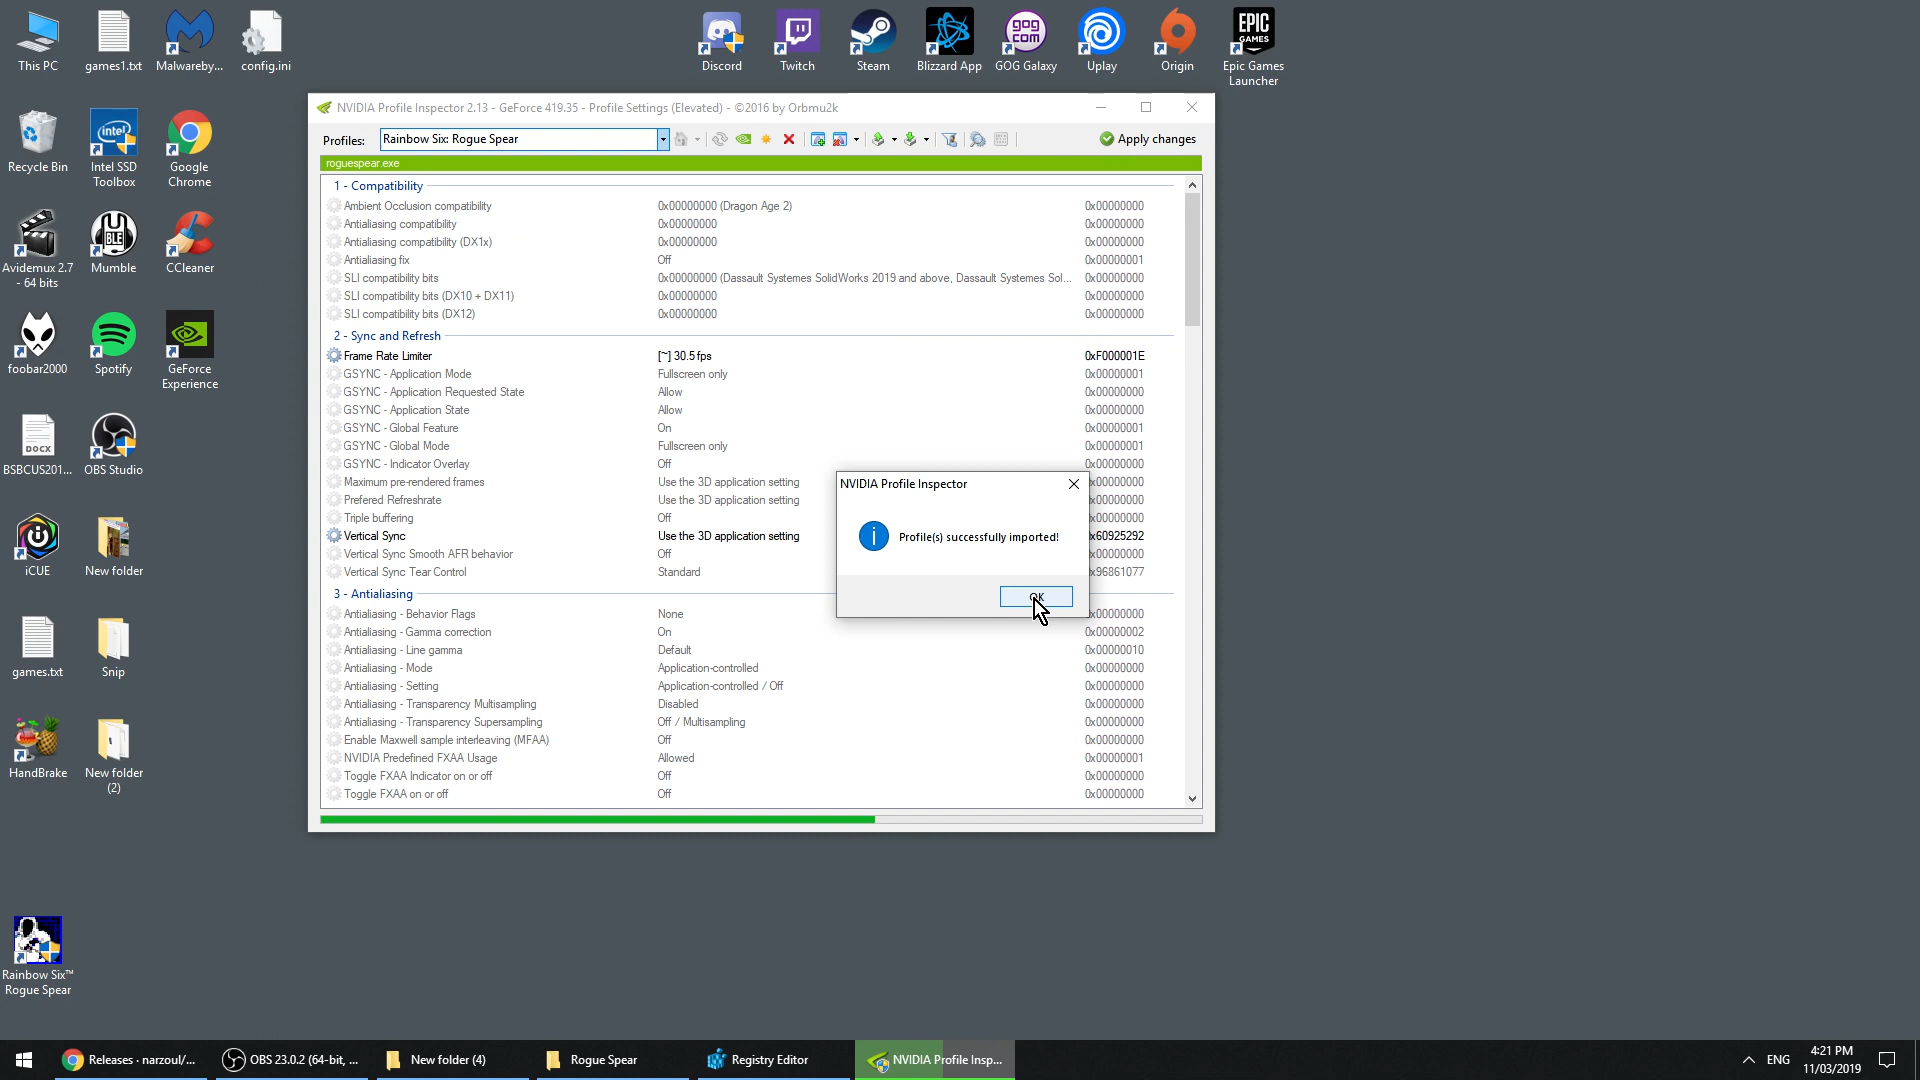 This PC
games1.txt
Malwareby...
config.ini
Discord
Twitch
Steam
Blizzard App
GOG Galaxy
Uplay
Origin
Epic Games
Launcher
gog
com
EPIC
GAMES
NVIDIA Profile Inspector 2.13 - GeForce 419.35 - Profile Settings (Elevated) - ©2016 by Orbmu2k
Profiles: Rainbow Six: Rogue Spear
Apply changes
roguespear.exe
1 - Compatibility
Ambient Occlusion compatibility 0x00000000 (Dragon Age 2) 0x00000000
Antialiasing compatibility 0x00000000 0x00000000
Antialiasing compatibility (DX1x) 0x00000000 0x00000000
Antialiasing fix Off 0x00000001
SLI compatibility bits 0x00000000 (Dassault Systemes SolidWorks 2019 and above, Dassault Systemes Sol... 0x00000000
SLI compatibility bits (DX10 + DX11) 0x00000000 0x00000000
SLI compatibility bits (DX12) 0x00000000 0x00000000
2 - Sync and Refresh
Frame Rate Limiter [~] 30.5 fps 0xF000001E
GSYNC - Application Mode Fullscreen only 0x00000001
GSYNC - Application Requested State Allow 0x00000000
GSYNC - Application State Allow 0x00000000
GSYNC - Global Feature On 0x00000001
GSYNC - Global Mode Fullscreen only 0x00000001
GSYNC - Indicator Overlay Off 0x00000000
Maximum pre-rendered frames Use the 3D application setting x00000000
Prefered Refreshrate Use the 3D application setting x00000000
Triple buffering Off x00000000
Vertical Sync Use the 3D application setting x60925292
Vertical Sync Smooth AFR behavior Off x00000000
Vertical Sync Tear Control Standard x96861077
3 - Antialiasing
Antialiasing - Behavior Flags None x00000000
Antialiasing - Gamma correction On 0x00000002
Antialiasing - Line gamma Default 0x00000010
Antialiasing - Mode Application-controlled 0x00000000
Antialiasing - Setting Application-controlled / Off 0x00000000
Antialiasing - Transparency Multisampling Disabled 0x00000000
Antialiasing - Transparency Supersampling Off / Multisampling 0x00000000
Enable Maxwell sample interleaving (MFAA) Off 0x00000000
NVIDIA Predefined FXAA Usage Allowed 0x00000001
Toggle FXAA Indicator on or off Off 0x00000000
Toggle FXAA on or off Off 0x00000000
NVIDIA Profile Inspector
Profile(s) successfully imported!
OK
Recycle Bin
intel
Intel SSD
Toolbox
Google
Chrome
Avidemux 2.7
- 64 bits
BLE
Mumble
CCleaner
foobar2000
Spotify
GeForce
Experience
DOCX
BSBCUS201...
OBS Studio
iCUE
New folder
games.txt
Snip
HandBrake
New folder
(2)
Rainbow Six™
Rogue Spear
Releases · narzoul/...
OBS 23.0.2 (64-bit, ...
New folder (4)
Rogue Spear
Registry Editor
NVIDIA Profile Insp...
ENG
4:21 PM
11/03/2019